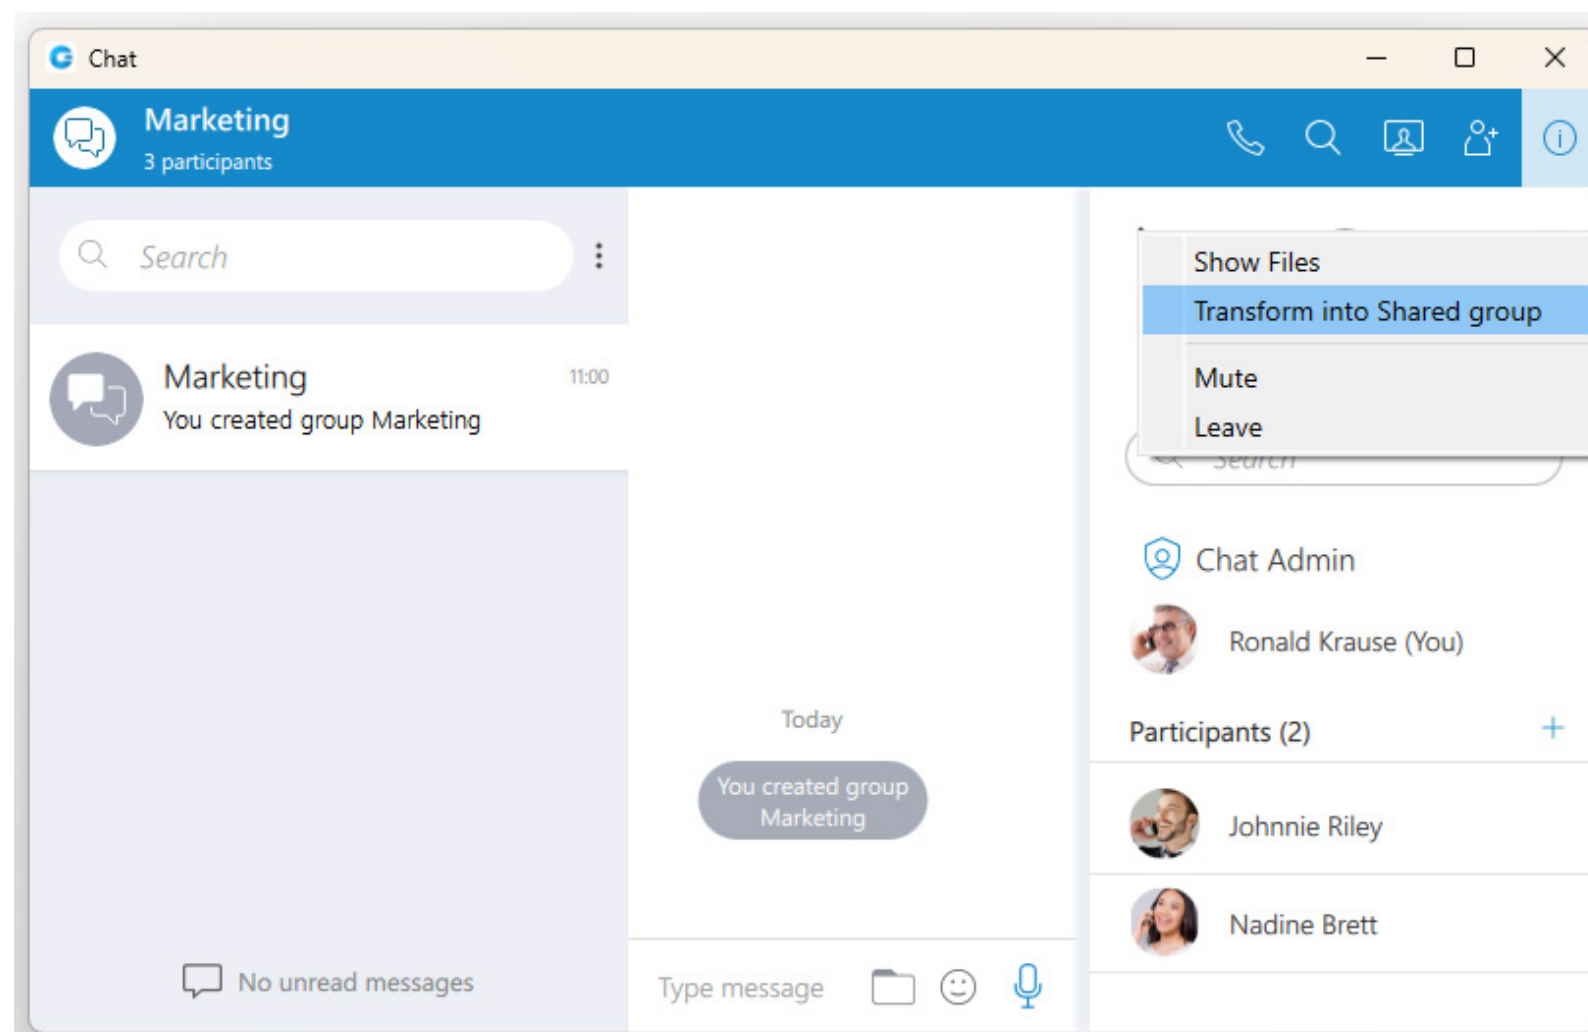 Chat
Marketing
3 participants
Search
Marketing
11:00
You created group Marketing
No unread messages
Today
You created group
Marketing
Type message
Show Files
Transform into Shared group
Mute
Leave
Search
Chat Admin
Ronald Krause (You)
Participants (2)
Johnnie Riley
Nadine Brett